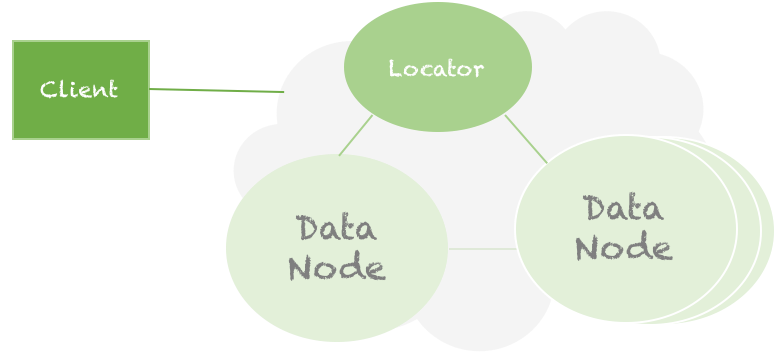 Client
Locator
Data
Node
Data
Node